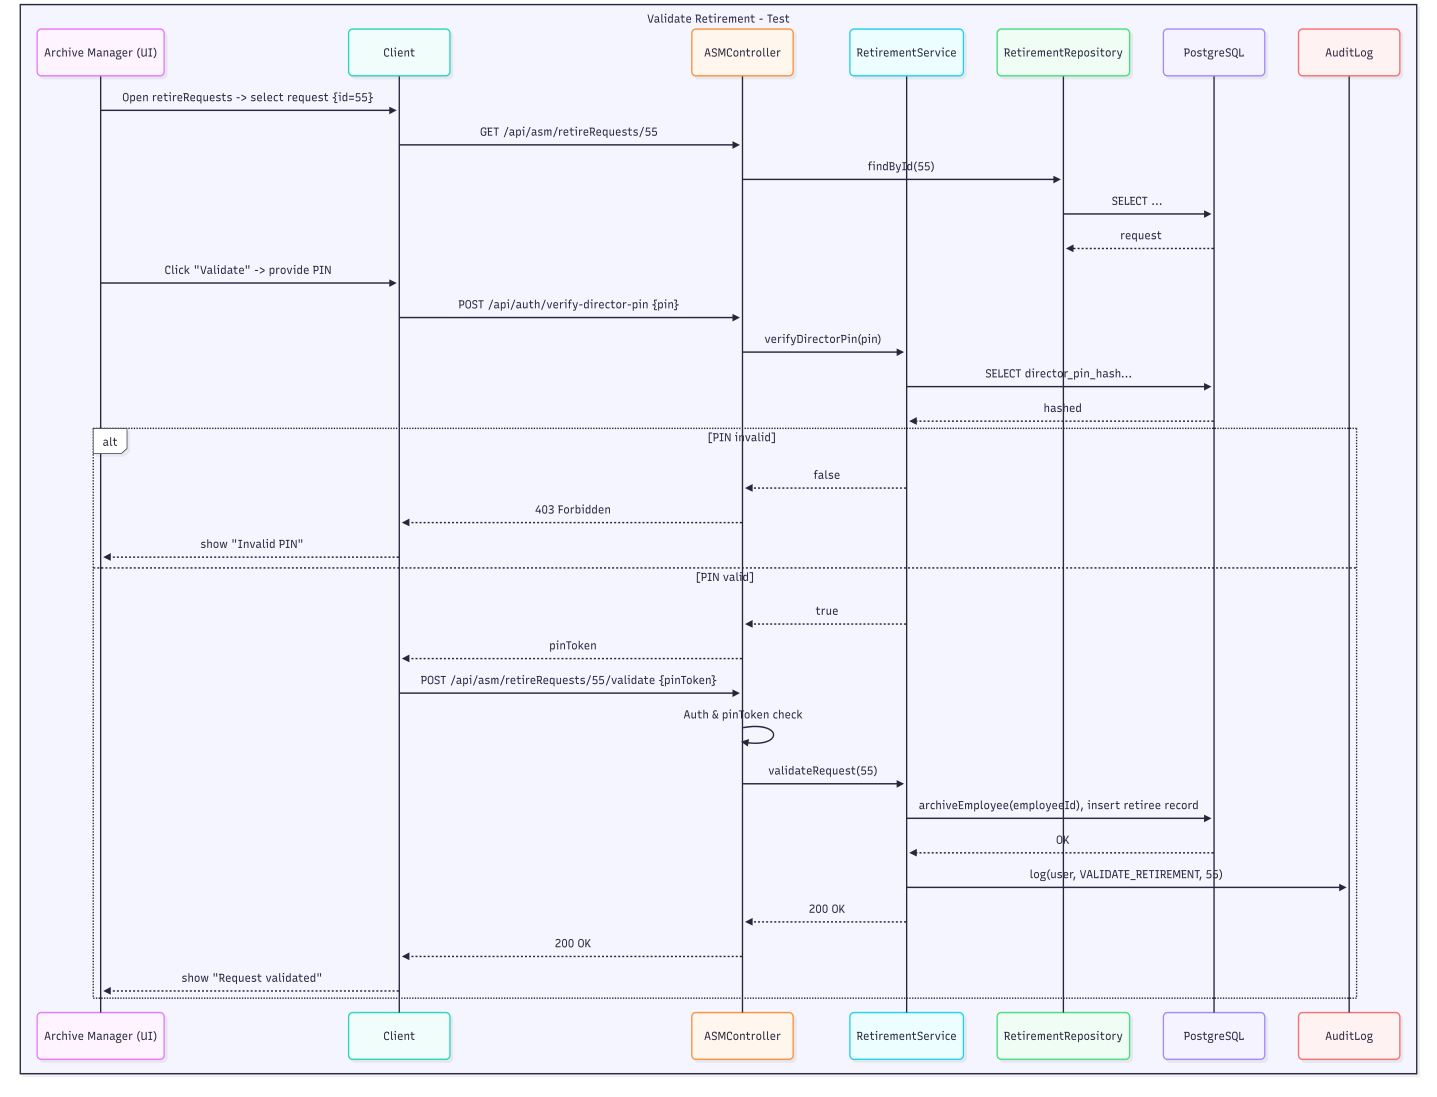 Validate Retirement - Test
Archive Manager (UI)
Client
ASMController
RetirementService
RetirementRepository
PostgreSQL
AuditLog
Open retireRequests -> select request {id=55}
GET /api/asm/retireRequests/55
findById(55)
SELECT ...
request
Click "Validate" -> provide PIN
POST /api/auth/verify-director-pin {pin}
verifyDirectorPin(pin)
SELECT director_pin_hash...
hashed
alt
[PIN invalid]
false
403 Forbidden
show "Invalid PIN"
[PIN valid]
true
pinToken
POST /api/asm/retireRequests/55/validate {pinToken}
Auth & pinToken check
validateRequest(55)
archiveEmployee(employeeId), insert retiree record
OK
log(user, VALIDATE_RETIREMENT, 55)
200 OK
200 OK
show "Request validated"
Archive Manager (UI)
Client
ASMController
RetirementService
RetirementRepository
PostgreSQL
AuditLog